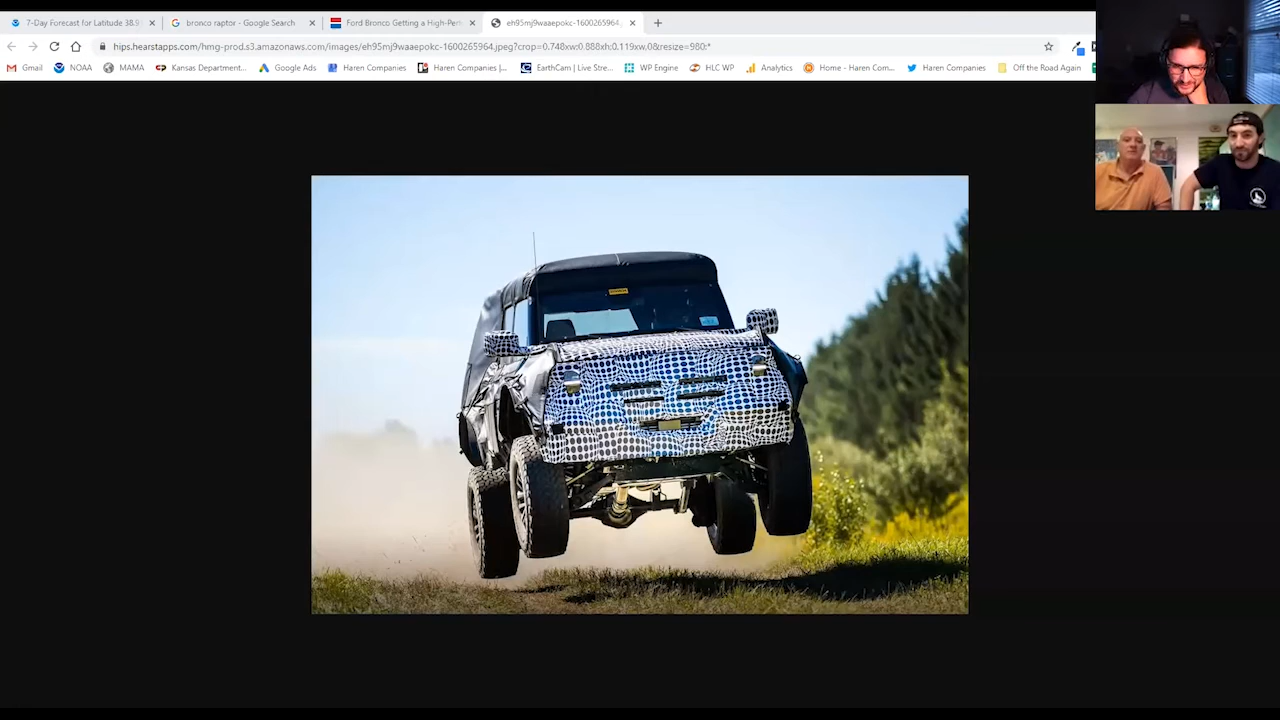 7-Day Forecast for Latitude 38.9
bronco raptor - Google Search
Ford Bronco Getting a High-Perf
eh95mj9waaepokc-1600265964.j
hips.hearstapps.com/hmg-prod.s3.amazonaws.com/images/eh95mj9waaepokc-1600265964.jpeg?crop=0.748xw:0.888xh;0.119xw,0&resize=980:*
Gmail
NOAA
MAMA
Kansas Department...
Google Ads
Haren Companies
Haren Companies |...
EarthCam | Live Stre...
WP Engine
HLC WP
Analytics
Home - Haren Com...
Haren Companies
Off the Road Again